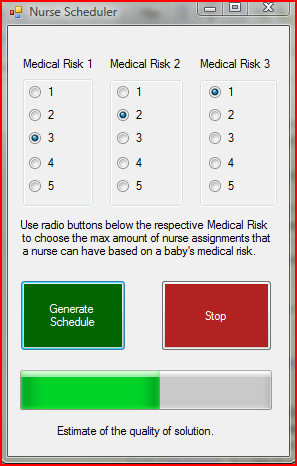 Nurse Scheduler
Medical Risk 1 Medical Risk 2 Medical Risk 3
1 1 1
2 2 2
3 3 3
4 4 4
5 5 5
Use radio buttons below the respective Medical Risk
to choose the max amount of nurse assignments that
a nurse can have based on a baby's medical risk.
Generate
Schedule
Stop
Estimate of the quality of solution.